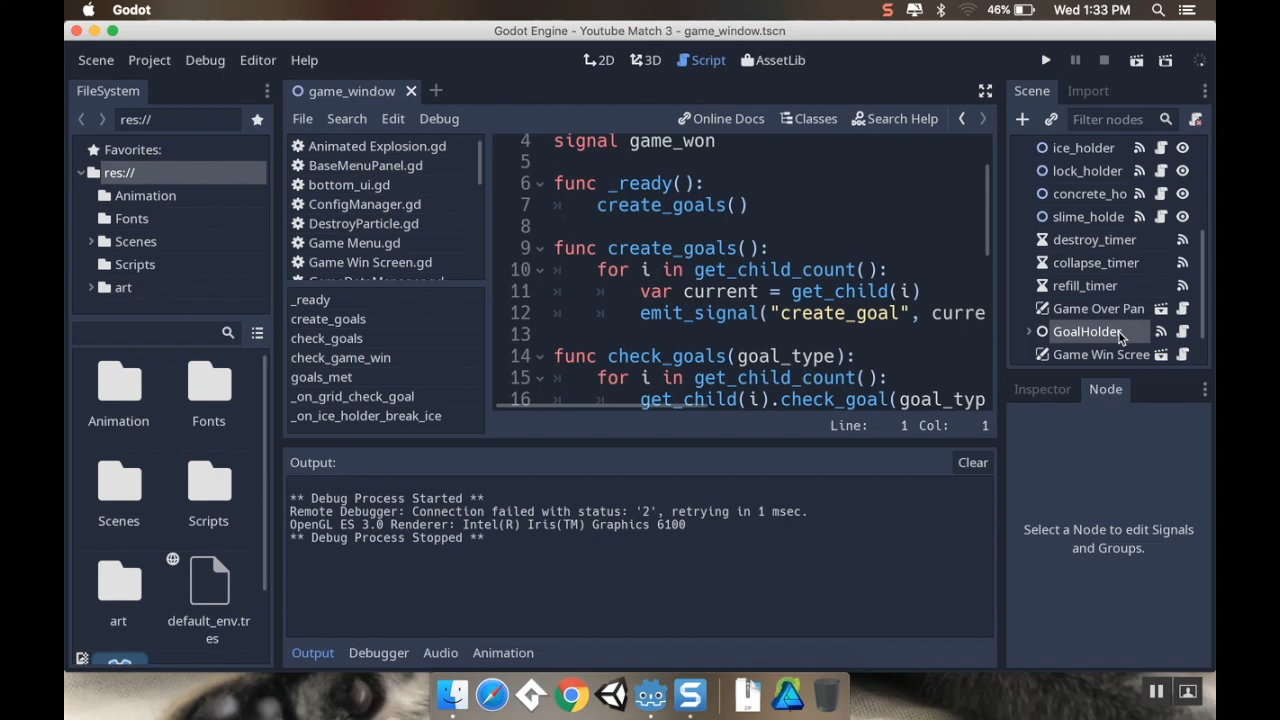 Godot
46%
Wed 1:33 PM
Godot Engine - Youtube Match 3 - game_window.tscn
Scene Project Debug Editor Help
2D 3D Script AssetLib
FileSystem
res://
Favorites:
res://
Animation
Fonts
Scenes
Scripts
art
Animation Fonts
Scenes Scripts
art default_env.tr
es
game_window
File Search Edit Debug
Online Docs Classes Search Help
Animated Explosion.gd
BaseMenuPanel.gd
bottom_ui.gd
ConfigManager.gd
DestroyParticle.gd
Game Menu.gd
Game Win Screen.gd
GameDataManager.gd
_ready
create_goals
check_goals
check_game_win
goals_met
_on_grid_check_goal
_on_ice_holder_break_ice
4 signal game_won
5
6 func _ready():
7 create_goals()
8
9 func create_goals():
10 for i in get_child_count():
11 var current = get_child(i)
12 emit_signal("create_goal", curre
13
14 func check_goals(goal_type):
15 for i in get_child_count():
16 get_child(i).check_goal(goal_typ
Line: 1 Col: 1
Output:
Clear
** Debug Process Started **
Remote Debugger: Connection failed with status: '2', retrying in 1 msec.
OpenGL ES 3.0 Renderer: Intel(R) Iris(TM) Graphics 6100
** Debug Process Stopped **
Output Debugger Audio Animation
Scene Import
Filter nodes
ice_holder
lock_holder
concrete_ho
slime_holde
destroy_timer
collapse_timer
refill_timer
Game Over Pan
GoalHolder
Game Win Scree
Inspector Node
Select a Node to edit Signals
and Groups.